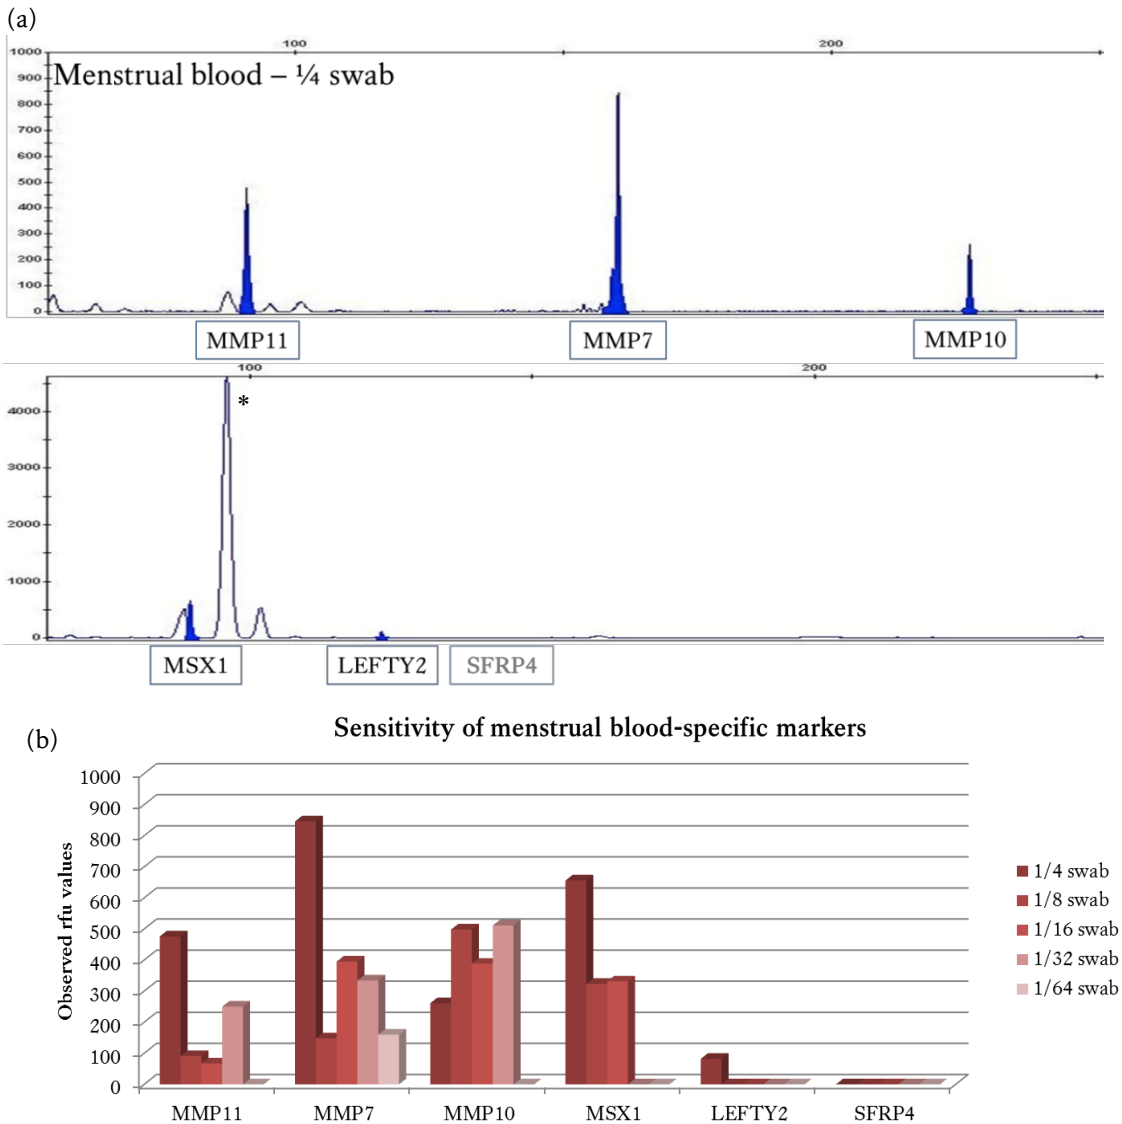 (a)
100 200
1000
900
800
700
600
500
400
300
200
100
0
Menstrual blood – ¼ swab
MMP11 MMP7 MMP10
100 200
4000
3000
2000
1000
0
*
MSX1 LEFTY2 SFRP4
(b)
Sensitivity of menstrual blood-specific markers
Observed rfu values
1000
900
800
700
600
500
400
300
200
100
0
MMP11 MMP7 MMP10 MSX1 LEFTY2 SFRP4
1/4 swab
1/8 swab
1/16 swab
1/32 swab
1/64 swab